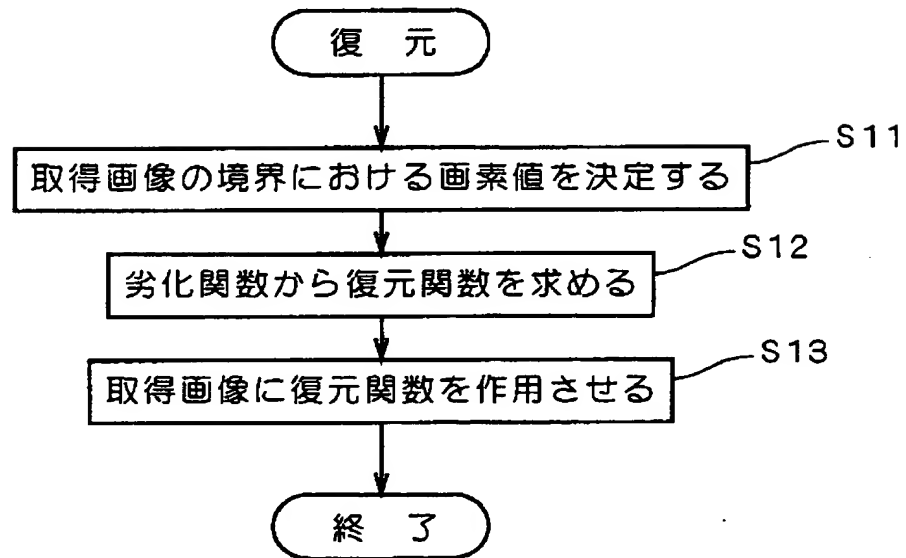 復 元
S11
取得画像の境界における画素値を決定する
S12
劣化関数から復元関数を求める
S13
取得画像に復元関数を作用させる
終 了